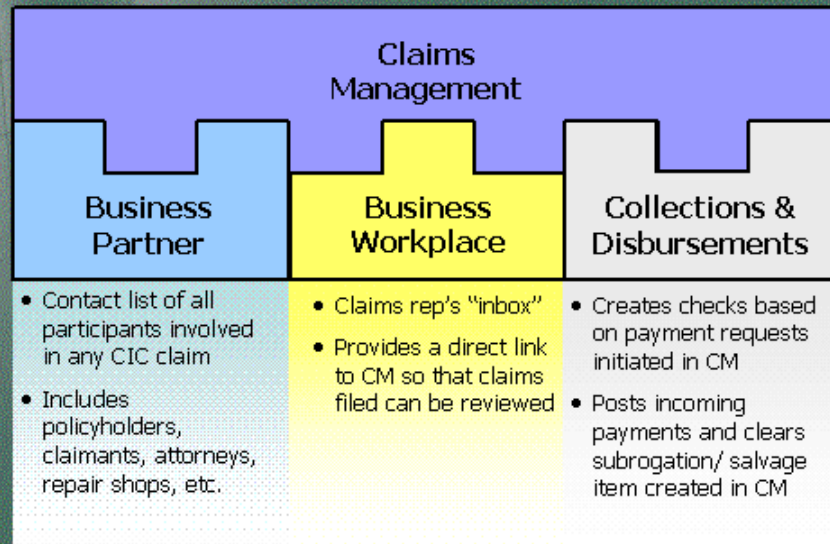 Claims
Management
Business
Partner
• Contact list of all
participants involved
in any CIC claim
• Includes
policyholders,
claimants, attorneys,
repair shops, etc.
Business
Workplace
• Claims rep's “inbox”
• Provides a direct link
to CM so that claims
filed can be reviewed
Collections &
Disbursements
• Creates checks based
on payment requests
initiated in CM
• Posts incoming
payments and clears
subrogation/ salvage
item created in CM